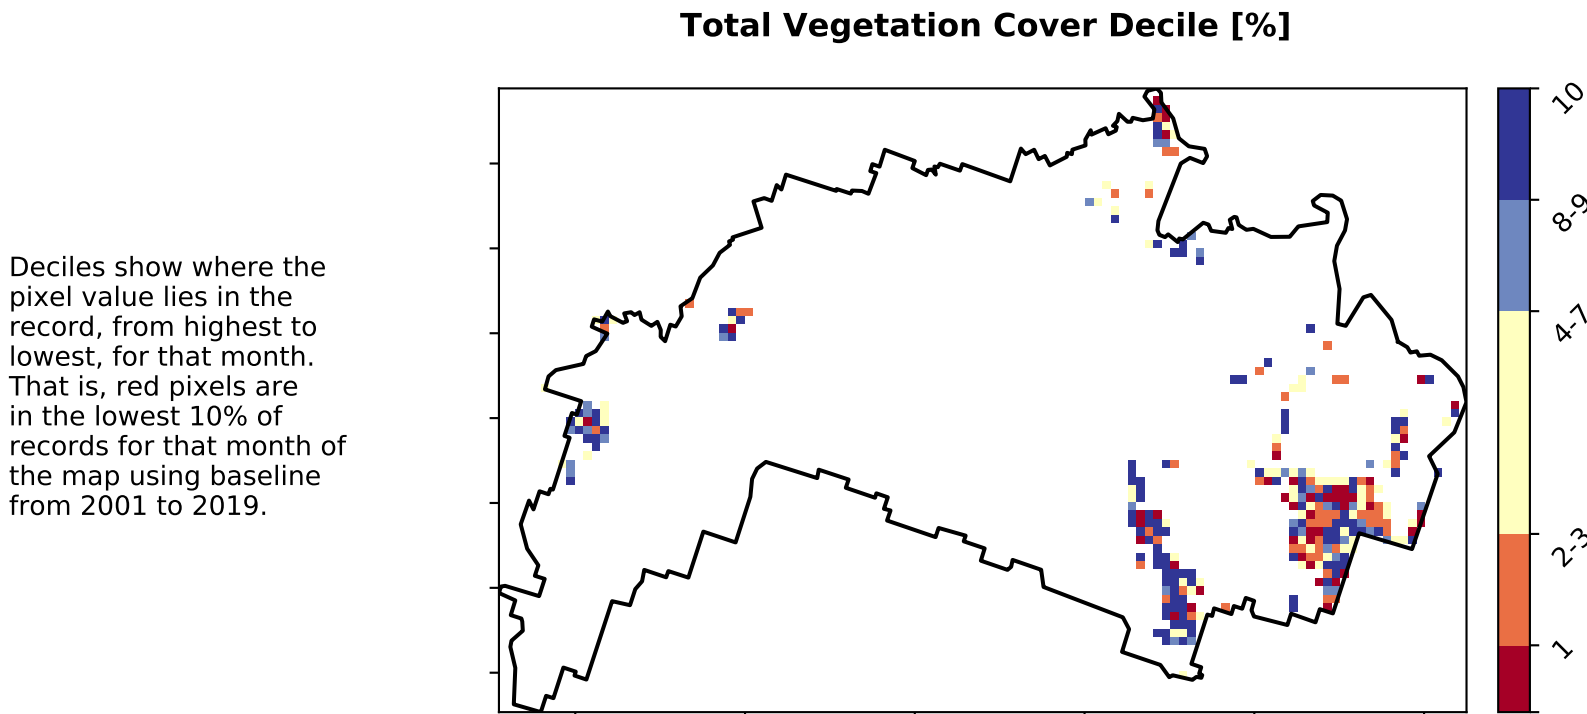 Total Vegetation Cover Decile [%]
Deciles show where the
pixel value lies in the
record, from highest to
lowest, for that month.
That is, red pixels are
in the lowest 10% of
records for that month of
the map using baseline
from 2001 to 2019.
10
8-9
4-7
2-3
1